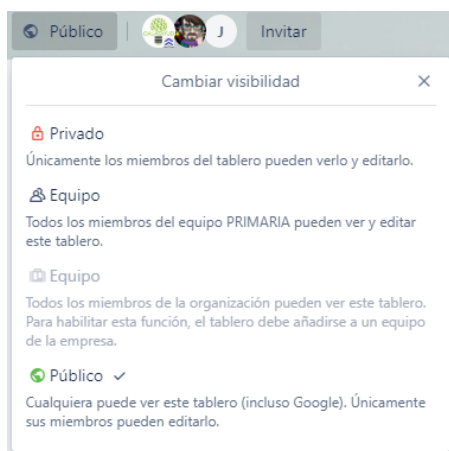 Público
J
Invitar
Cambiar visibilidad
Privado
Únicamente los miembros del tablero pueden verlo y editarlo.
Equipo
Todos los miembros del equipo PRIMARIA pueden ver y editar
este tablero.
Equipo
Todos los miembros de la organización pueden ver este tablero.
Para habilitar esta función, el tablero debe añadirse a un equipo
de la empresa.
Público
Cualquiera puede ver este tablero (incluso Google). Únicamente
sus miembros pueden editarlo.